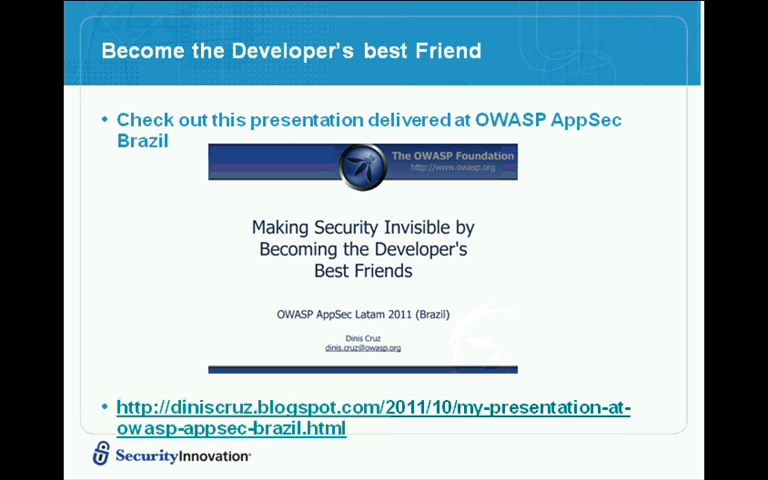 Become the Developer's best Friend
• Check out this presentation delivered at OWASP AppSec
Brazil
The OWASP Foundation
http://www.owasp.org
Making Security Invisible by
Becoming the Developer's
Best Friends
OWASP AppSec Latam 2011 (Brazil)
Dinis Cruz
dinis.cruz@owasp.org
• http://diniscruz.blogspot.com/2011/10/my-presentation-at-
owasp-appsec-brazil.html
SecurityInnovation®